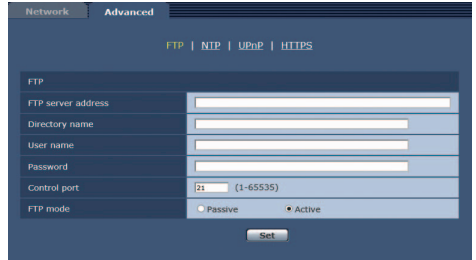 Network Advanced
FTP | NTP | UPnP | HTTPS
FTP
FTP server address
Directory name
User name
Password
Control port 21 (1-65535)
FTP mode Passive Active
Set